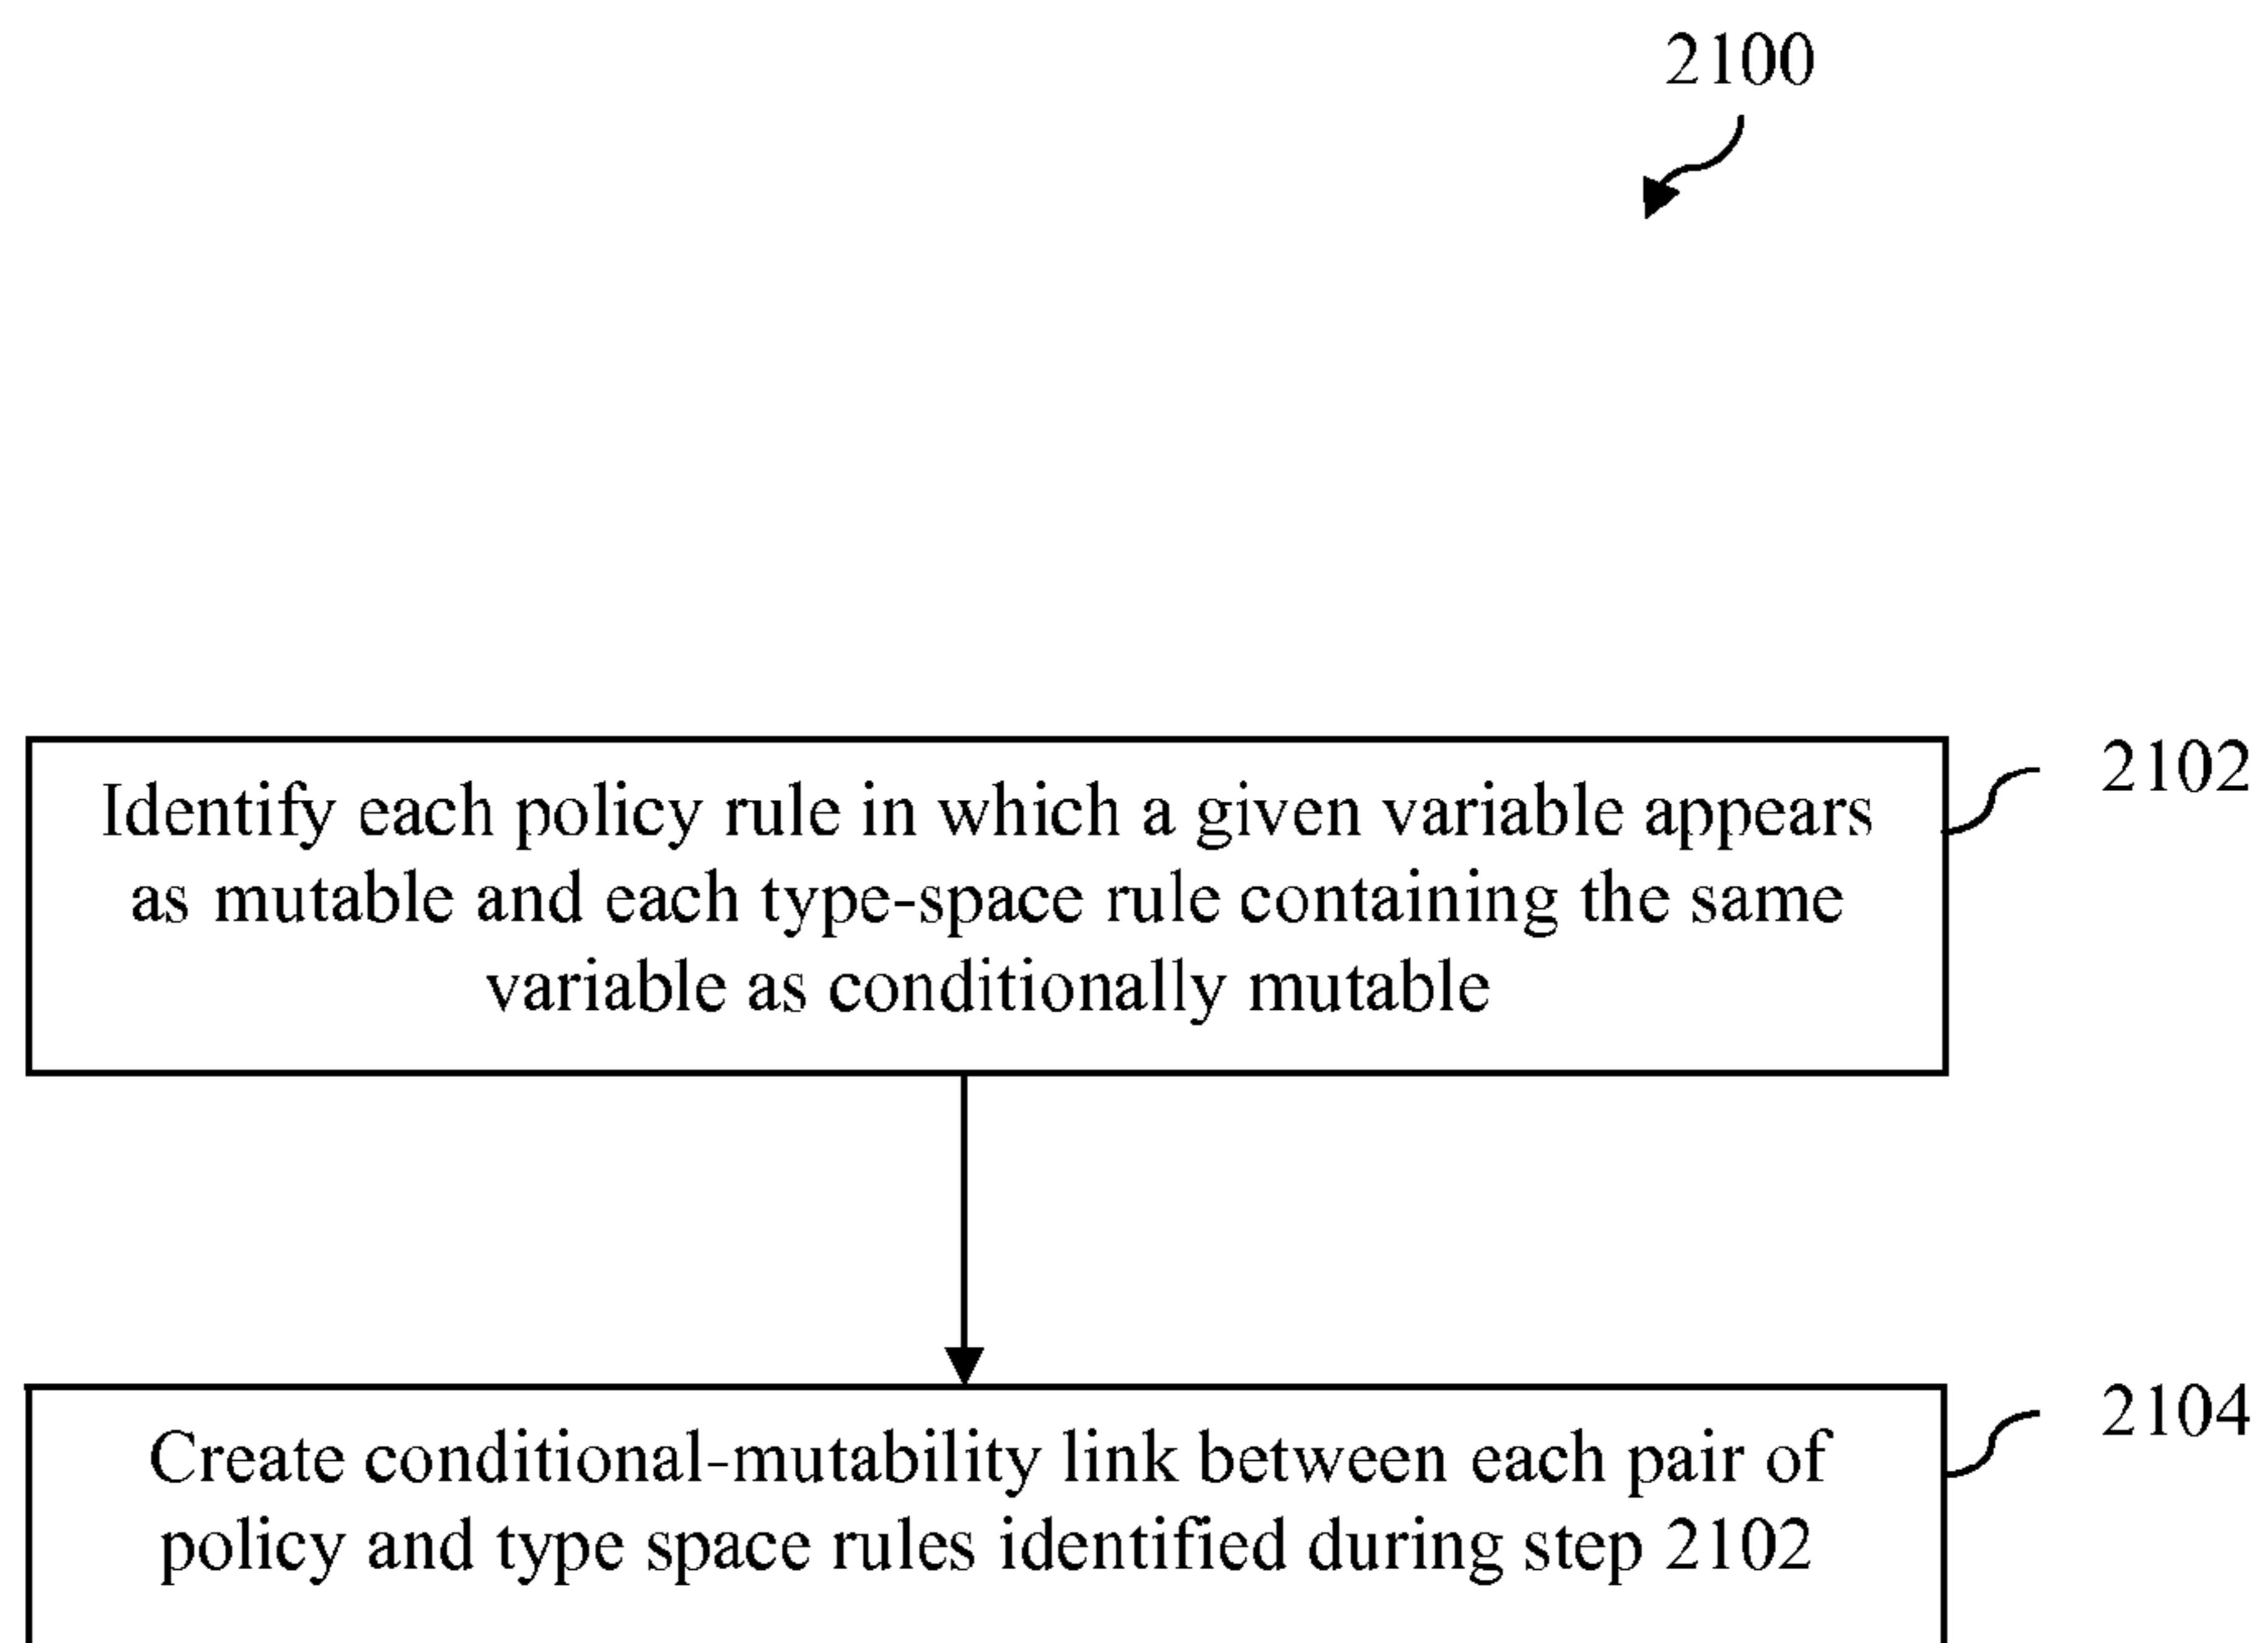 2100
Identify each policy rule in which a given variable appears
as mutable and each type-space rule containing the same
variable as conditionally mutable
2102
Create conditional-mutability link between each pair of
policy and type space rules identified during step 2102
2104